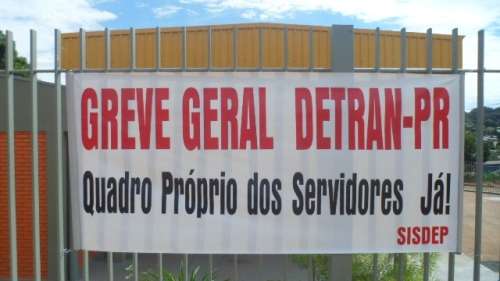 GREVE GERAL DETRAN-PR
Quadro Próprio dos Servidores Já!
SISDEP